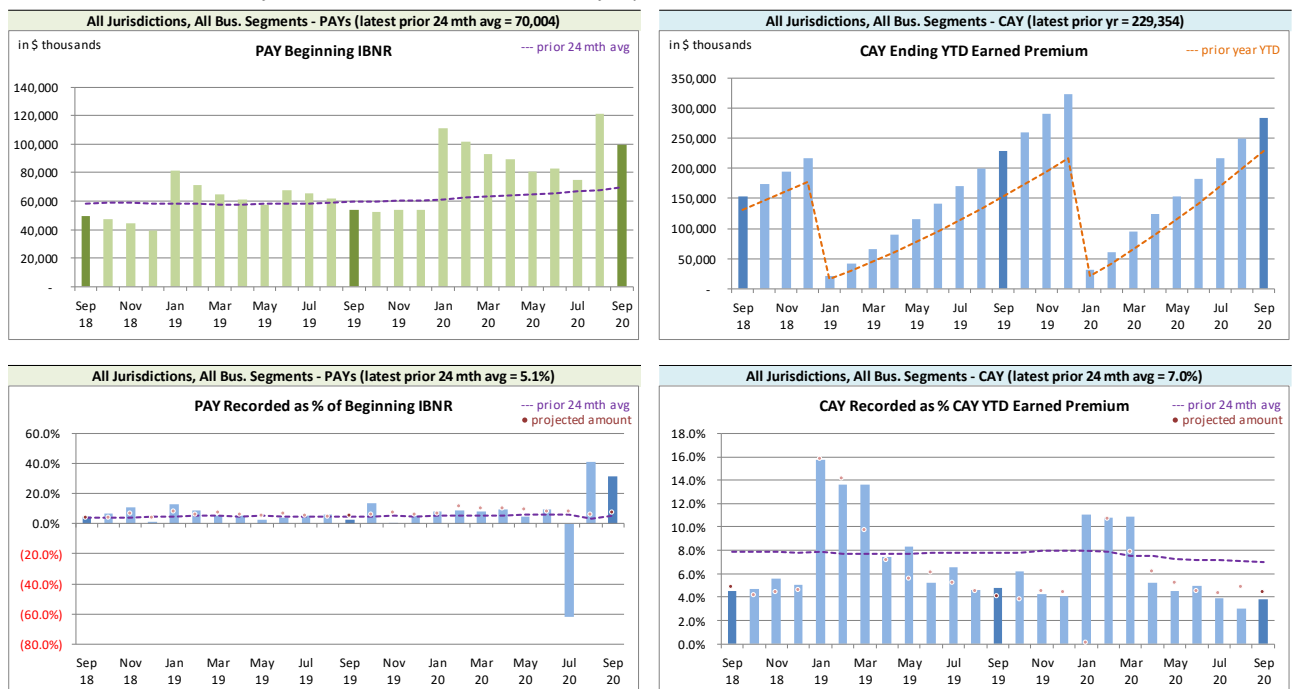 All Jurisdictions, All Bus. Segments - PAYs (latest prior 24 mth avg = 70,004)
in $ thousands
PAY Beginning IBNR
--- prior 24 mth avg
140,000
120,000
100,000
80,000
60,000
40,000
20,000
-
Sep Nov Jan Mar May Jul Sep Nov Jan Mar May Jul Sep
18 18 19 19 19 19 19 19 20 20 20 20 20
All Jurisdictions, All Bus. Segments - CAY (latest prior yr = 229,354)
in $ thousands
CAY Ending YTD Earned Premium
--- prior year YTD
350,000
300,000
250,000
200,000
150,000
100,000
50,000
-
Sep Nov Jan Mar May Jul Sep Nov Jan Mar May Jul Sep
18 18 19 19 19 19 19 19 20 20 20 20 20
All Jurisdictions, All Bus. Segments - PAYs (latest prior 24 mth avg = 5.1%)
PAY Recorded as % of Beginning IBNR
--- prior 24 mth avg
• projected amount
60.0%
40.0%
20.0%
0.0%
(20.0%)
(40.0%)
(60.0%)
(80.0%)
Sep Nov Jan Mar May Jul Sep Nov Jan Mar May Jul Sep
18 18 19 19 19 19 19 19 20 20 20 20 20
All Jurisdictions, All Bus. Segments - CAY (latest prior 24 mth avg = 7.0%)
CAY Recorded as % CAY YTD Earned Premium
--- prior 24 mth avg
• projected amount
18.0%
16.0%
14.0%
12.0%
10.0%
8.0%
6.0%
4.0%
2.0%
0.0%
Sep Nov Jan Mar May Jul Sep Nov Jan Mar May Jul Sep
18 18 19 19 19 19 19 19 20 20 20 20 20